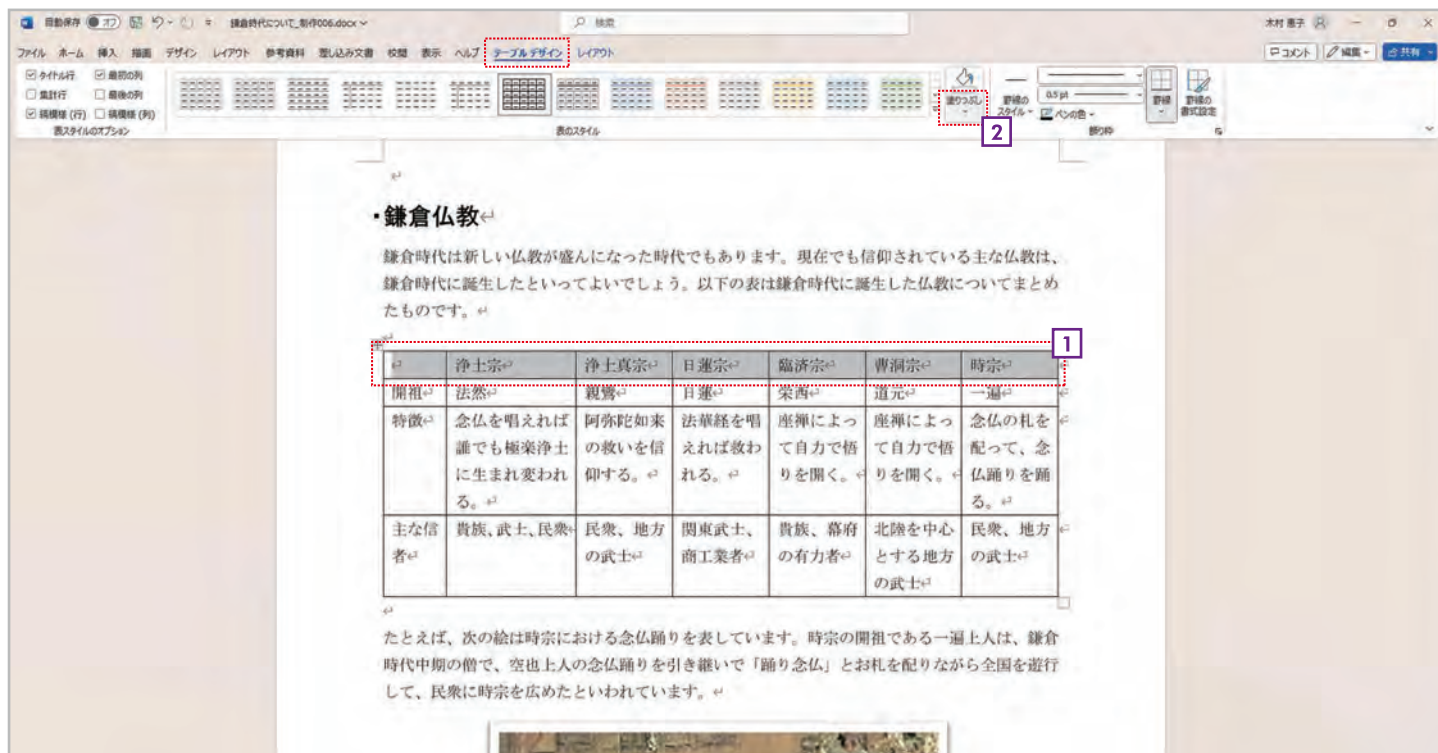 自動保存 オフ 鎌倉時代について_制作006.docx 検索 木村 恵子
ファイル ホーム 挿入 描画 デザイン レイアウト 参考資料 差し込み文書 校閲 表示 ヘルプ テーブル デザイン レイアウト コメント 編集 共有
タイトル行 最初の列
集計行 最後の列
縞模様 (行) 縞模様 (列)
表スタイルのオプション
表のスタイル
塗りつぶし
罫線の
スタイル
0.5 pt
ペンの色
罫線
罫線の
書式設定
飾り枠
2
鎌倉仏教
鎌倉時代は新しい仏教が盛んになった時代でもあります。現在でも信仰されている主な仏教は、
鎌倉時代に誕生したといってよいでしょう。以下の表は鎌倉時代に誕生した仏教についてまとめ
たものです。
1
浄土宗 浄土真宗 日蓮宗 臨済宗 曹洞宗 時宗
開祖 法然 親鸞 日蓮 栄西 道元 一遍
特徴 念仏を唱えれば 阿弥陀如来 法華経を唱 座禅によっ 座禅によっ 念仏の札を
誰でも極楽浄土 の救いを信 えれば救わ て自力で悟 て自力で悟 配って、念
に生まれ変われ 仰する。 れる。 りを開く。 りを開く。 仏踊りを踊
る。 る。
主な信 貴族、武士、民衆 民衆、地方 関東武士、 貴族、幕府 北陸を中心 民衆、地方
者 の武士 商工業者 の有力者 とする地方 の武士
の武士
たとえば、次の絵は時宗における念仏踊りを表しています。時宗の開祖である一遍上人は、鎌倉
時代中期の僧で、空也上人の念仏踊りを引き継いで「踊り念仏」とお札を配りながら全国を遊行
して、民衆に時宗を広めたといわれています。